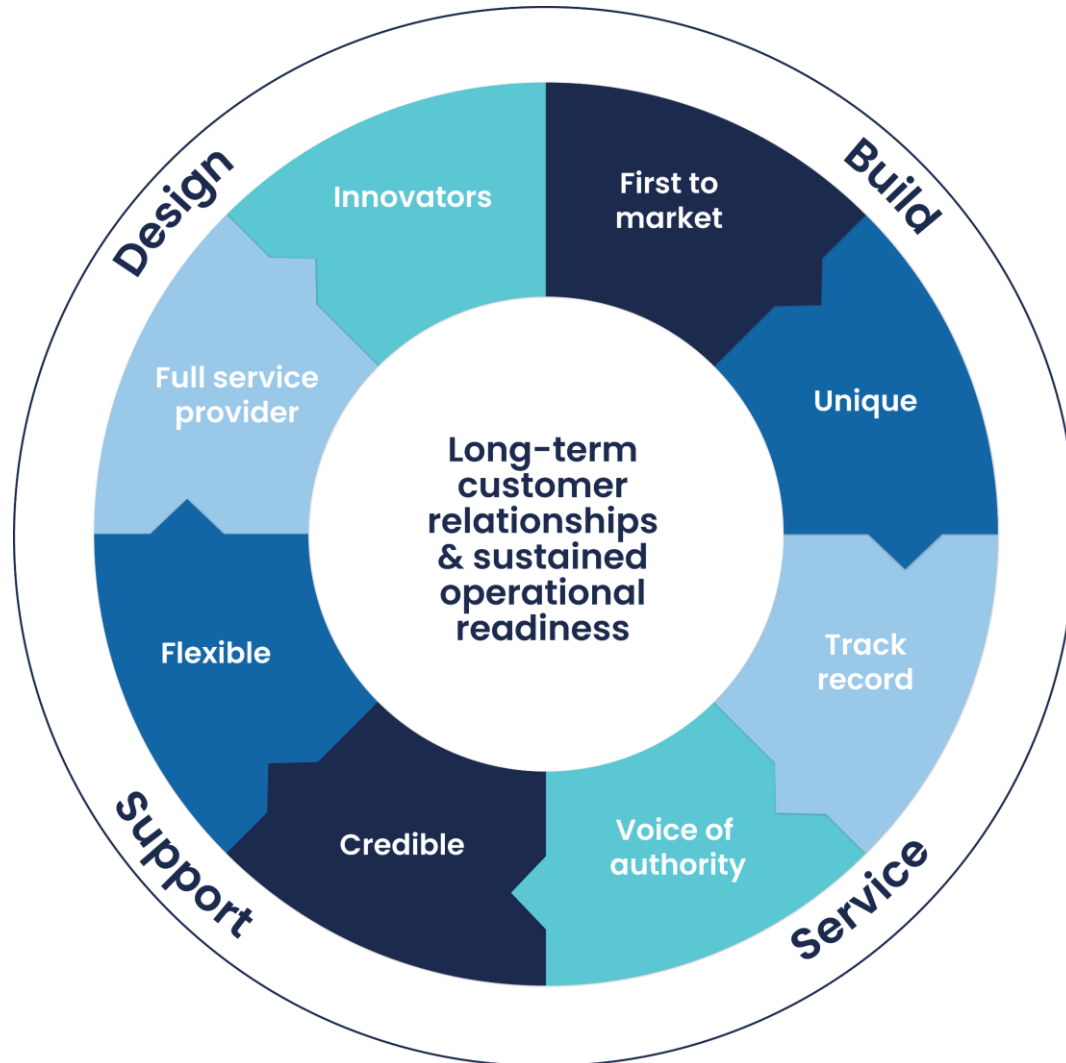 Design
Build
Service
Support
Innovators
First to
market
Unique
Track
record
Voice of
authority
Credible
Flexible
Full service
provider
Long-term
customer
relationships
& sustained
operational
readiness